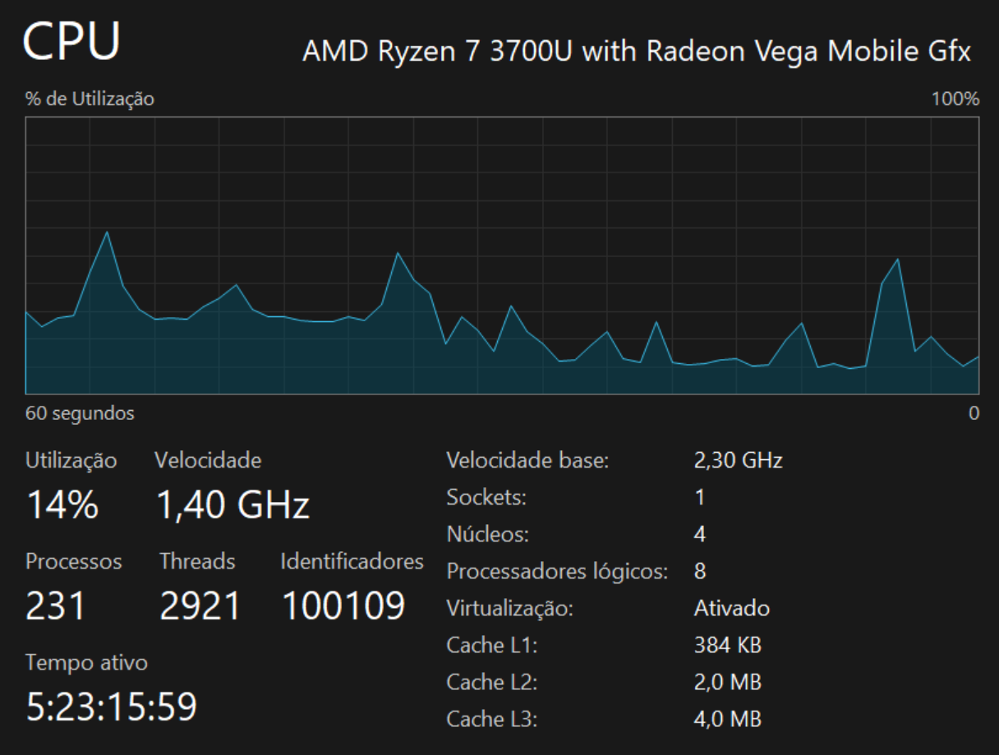 CPU
AMD Ryzen 7 3700U with Radeon Vega Mobile Gfx
% de Utilização
100%
60 segundos
0
Utilização
Velocidade
14%
1,40 GHz
Processos
Threads
Identificadores
231
2921
100109
Tempo ativo
5:23:15:59
Velocidade base:
2,30 GHz
Sockets:
1
Núcleos:
4
Processadores lógicos:
8
Virtualização:
Ativado
Cache L1:
384 KB
Cache L2:
2,0 MB
Cache L3:
4,0 MB